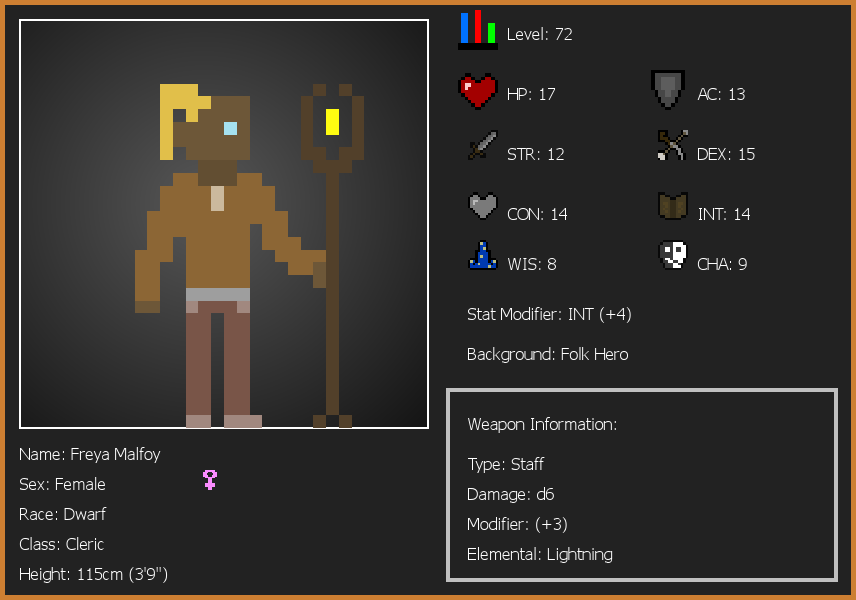 Level: 72
HP: 17
AC: 13
STR: 12
DEX: 15
CON: 14
INT: 14
WIS: 8
CHA: 9
Stat Modifier: INT (+4)
Background: Folk Hero
Weapon Information:
Type: Staff
Damage: d6
Modifier: (+3)
Elemental: Lightning
Name: Freya Malfoy
Sex: Female
Race: Dwarf
Class: Cleric
Height: 115cm (3'9")